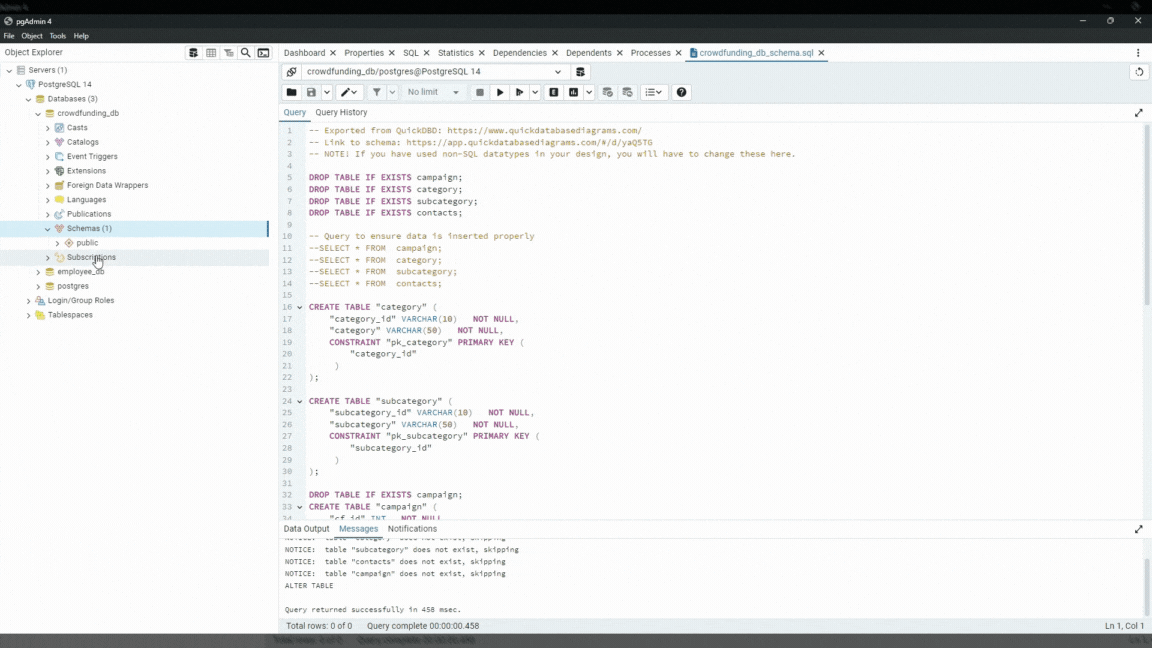 pgAdmin 4
File Object Tools Help
Object Explorer
Dashboard Properties SQL Statistics Dependencies Dependents Processes crowdfunding_db_schema.sql
Servers (1)
PostgreSQL 14
Databases (3)
crowdfunding_db
Casts
Catalogs
Event Triggers
Extensions
Foreign Data Wrappers
Languages
Publications
Schemas (1)
public
Subscriptions
employee_db
postgres
Login/Group Roles
Tablespaces
crowdfunding_db/postgres@PostgreSQL 14
No limit
Query Query History
1 -- Exported from QuickDBD: https://www.quickdatabasediagrams.com/
2 -- Link to schema: https://app.quickdatabasediagrams.com/#/d/yaQ5TG
3 -- NOTE! If you have used non-SQL datatypes in your design, you will have to change these here.
4
5 DROP TABLE IF EXISTS campaign;
6 DROP TABLE IF EXISTS category;
7 DROP TABLE IF EXISTS subcategory;
8 DROP TABLE IF EXISTS contacts;
9
10 -- Query to ensure data is inserted properly
11 --SELECT * FROM campaign;
12 --SELECT * FROM category;
13 --SELECT * FROM subcategory;
14 --SELECT * FROM contacts;
15
16 CREATE TABLE "category" (
17 "category_id" VARCHAR(10) NOT NULL,
18 "category" VARCHAR(50) NOT NULL,
19 CONSTRAINT "pk_category" PRIMARY KEY (
20 "category_id"
21 )
22 );
23
24 CREATE TABLE "subcategory" (
25 "subcategory_id" VARCHAR(10) NOT NULL,
26 "subcategory" VARCHAR(50) NOT NULL,
27 CONSTRAINT "pk_subcategory" PRIMARY KEY (
28 "subcategory_id"
29 )
30 );
31
32 DROP TABLE IF EXISTS campaign;
33 CREATE TABLE "campaign" (
34 "cf_id" INT NOT NULL
Data Output Messages Notifications
NOTICE: table "category" does not exist, skipping
NOTICE: table "subcategory" does not exist, skipping
NOTICE: table "contacts" does not exist, skipping
NOTICE: table "campaign" does not exist, skipping
ALTER TABLE
Query returned successfully in 458 msec.
Total rows: 0 of 0 Query complete 00:00:00.458 Ln 1, Col 1